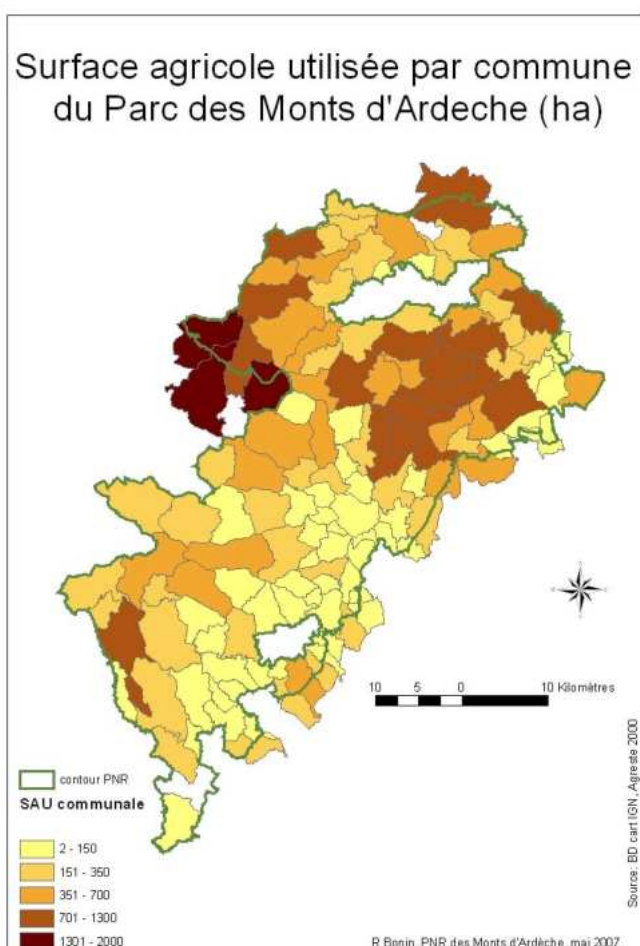 Surface agricole utilisée par commune
du Parc des Monts d'Ardeche (ha)
10 5 0 10 Kilomètres
contour PNR
SAU communale
2 - 150
151 - 350
351 - 700
701 - 1300
1301 - 2000
Source: BD cart IGN, Agreste 2000
R Bonin, PNR des Monts d'Ardèche, mai 2007